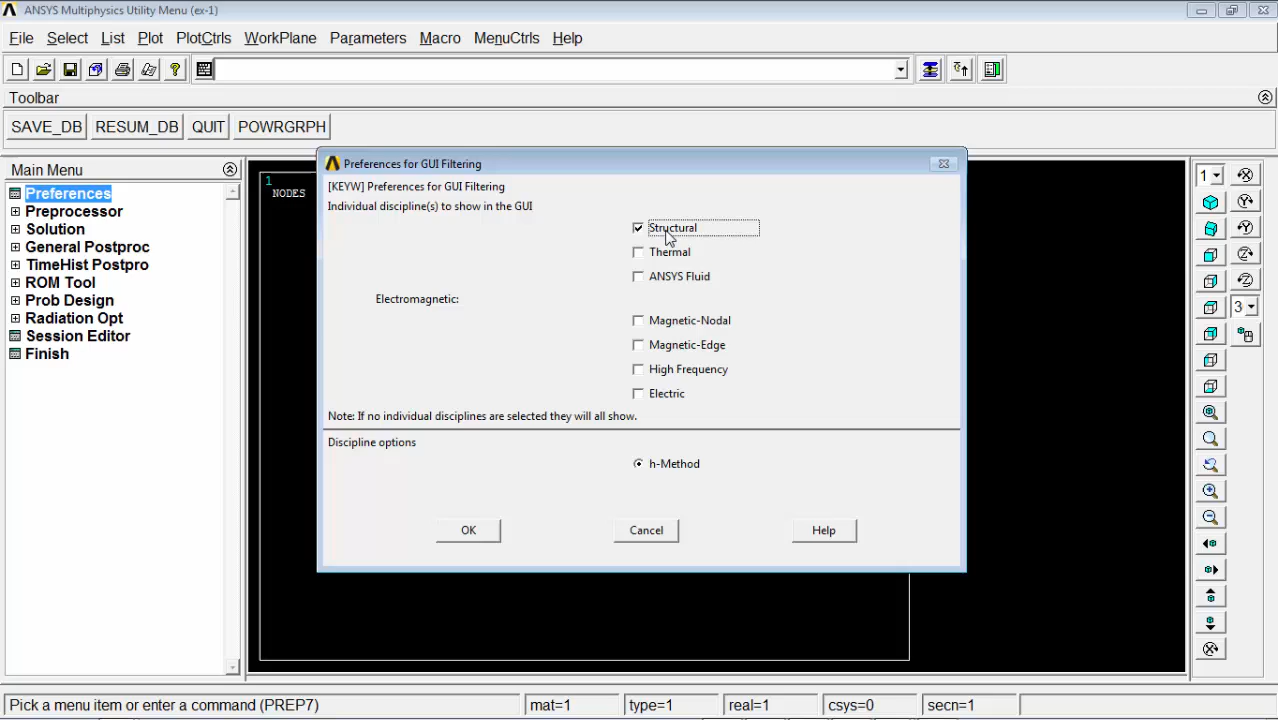 ANSYS Multiphysics Utility Menu (ex-1)
File Select List Plot PlotCtrls WorkPlane Parameters Macro MenuCtrls Help
Toolbar
SAVE_DB RESUM_DB QUIT POWRGRPH
Main Menu
Preferences
Preprocessor
Solution
General Postproc
TimeHist Postpro
ROM Tool
Prob Design
Radiation Opt
Session Editor
Finish
1
NODES
Preferences for GUI Filtering
[KEYW] Preferences for GUI Filtering
Individual discipline(s) to show in the GUI
Structural
Thermal
ANSYS Fluid
Electromagnetic:
Magnetic-Nodal
Magnetic-Edge
High Frequency
Electric
Note: If no individual disciplines are selected they will all show.
Discipline options
h-Method
OK Cancel Help
1
3
Pick a menu item or enter a command (PREP7) mat=1 type=1 real=1 csys=0 secn=1